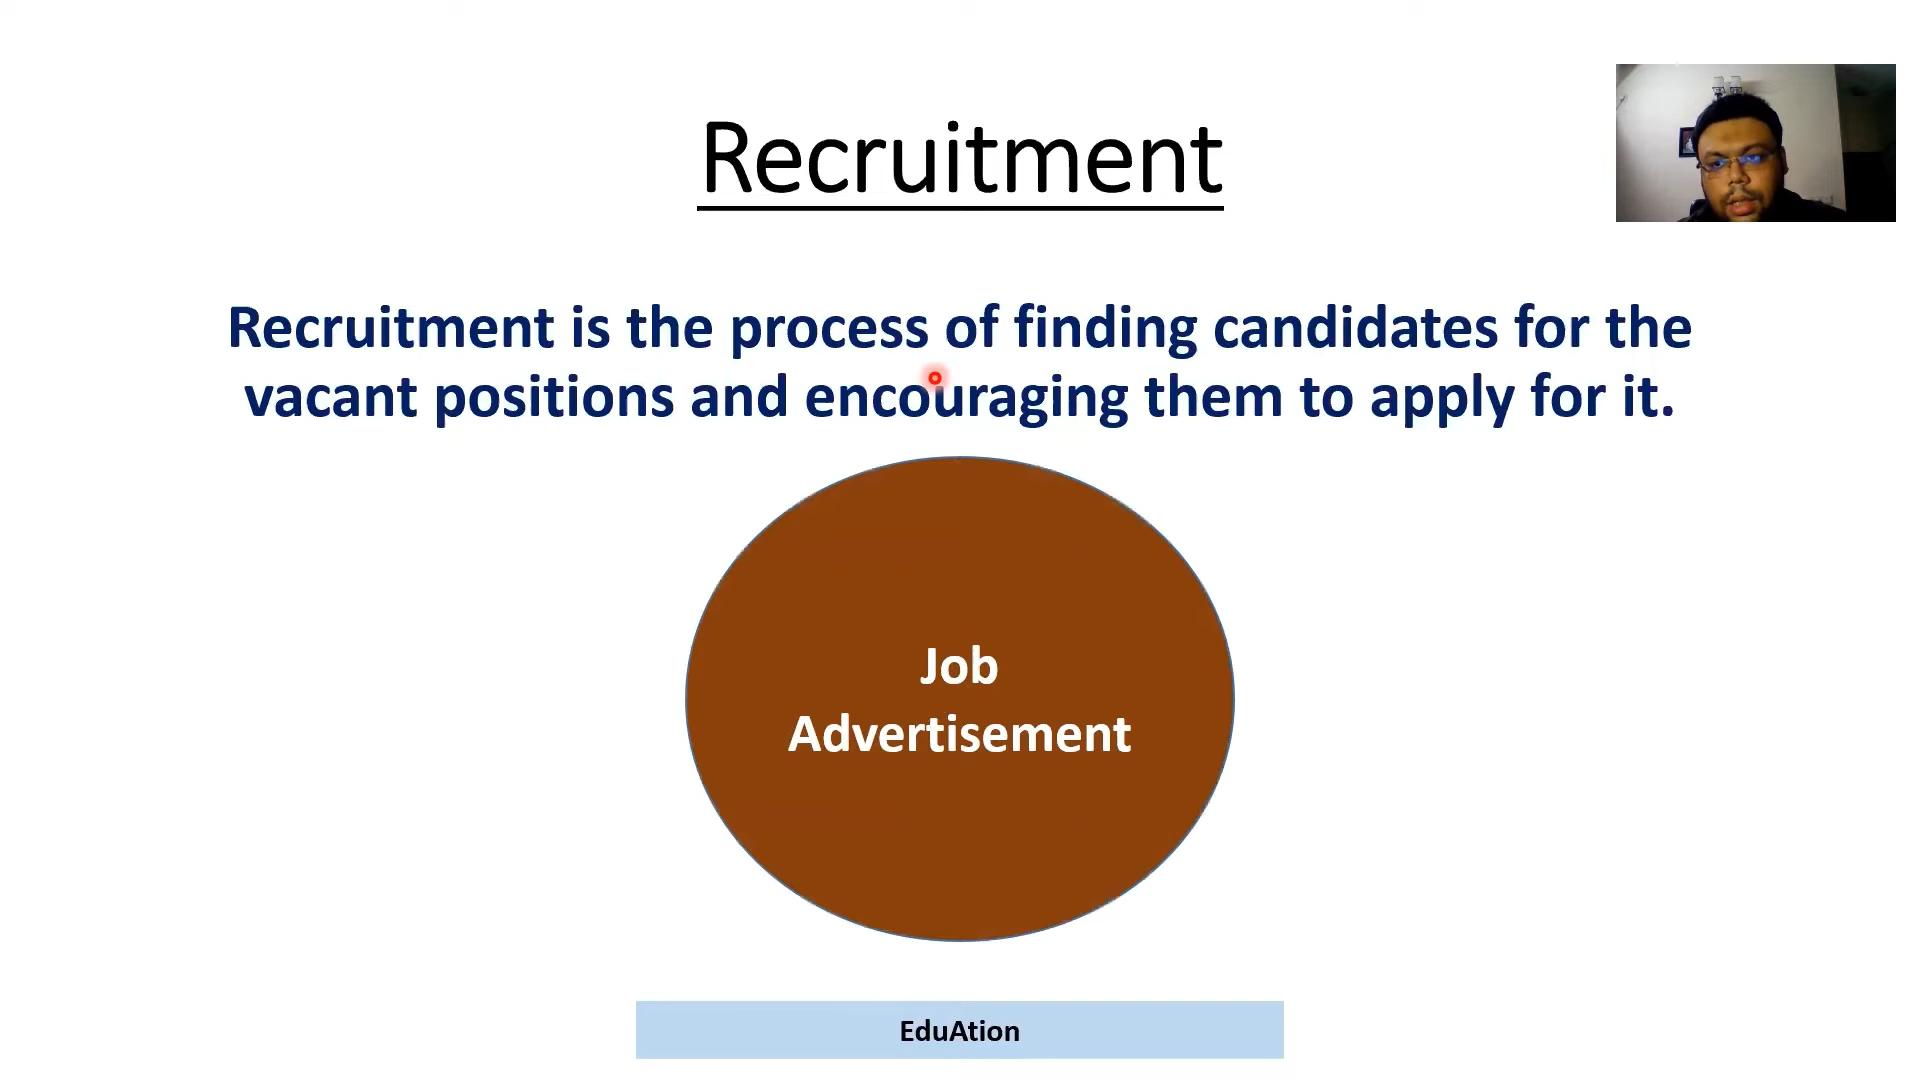 Recruitment
Recruitment is the process of finding candidates for the
vacant positions and encouraging them to apply for it.
Job
Advertisement
EduAtion